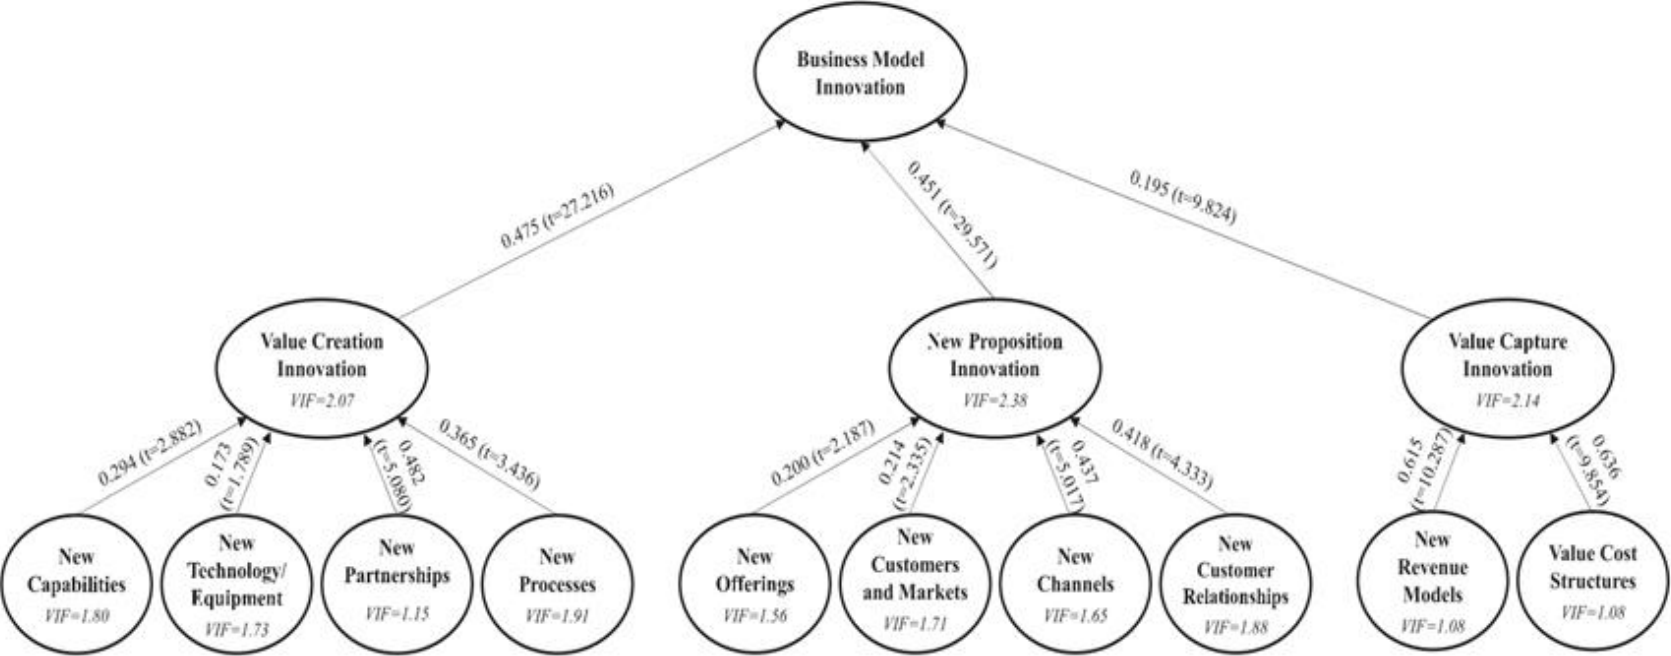 Business Model
Innovation
0.475 (t=27.216)
0.451 (t=29.571)
0.195 (t=9.824)
Value Creation
Innovation
VIF=2.07
New Proposition
Innovation
VIF=2.38
Value Capture
Innovation
VIF=2.14
0.294 (t=2.882)
0.173
(t=1.789)
0.482
(t=5.080)
0.365 (t=3.436)
0.200 (t=2.187)
0.214
(t=2.335)
0.437
(t=5.017)
0.418 (t=4.333)
0.615
(t=10.287)
0.636
(t=9.854)
New
Capabilities
VIF=1.80
New
Technology/
Equipment
VIF=1.73
New
Partnerships
VIF=1.15
New
Processes
VIF=1.91
New
Offerings
VIF=1.56
New
Customers
and Markets
VIF=1.71
New
Channels
VIF=1.65
New
Customer
Relationships
VIF=1.88
New
Revenue
Models
VIF=1.08
Value Cost
Structures
VIF=1.08